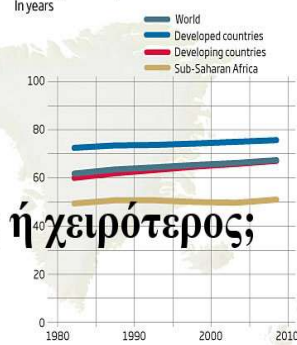 In years
World
Developed countries
Developing countries
Sub-Saharan Africa
100
80
60
40
20
0
ή χειρότερος;
1980
1990
2000
2010